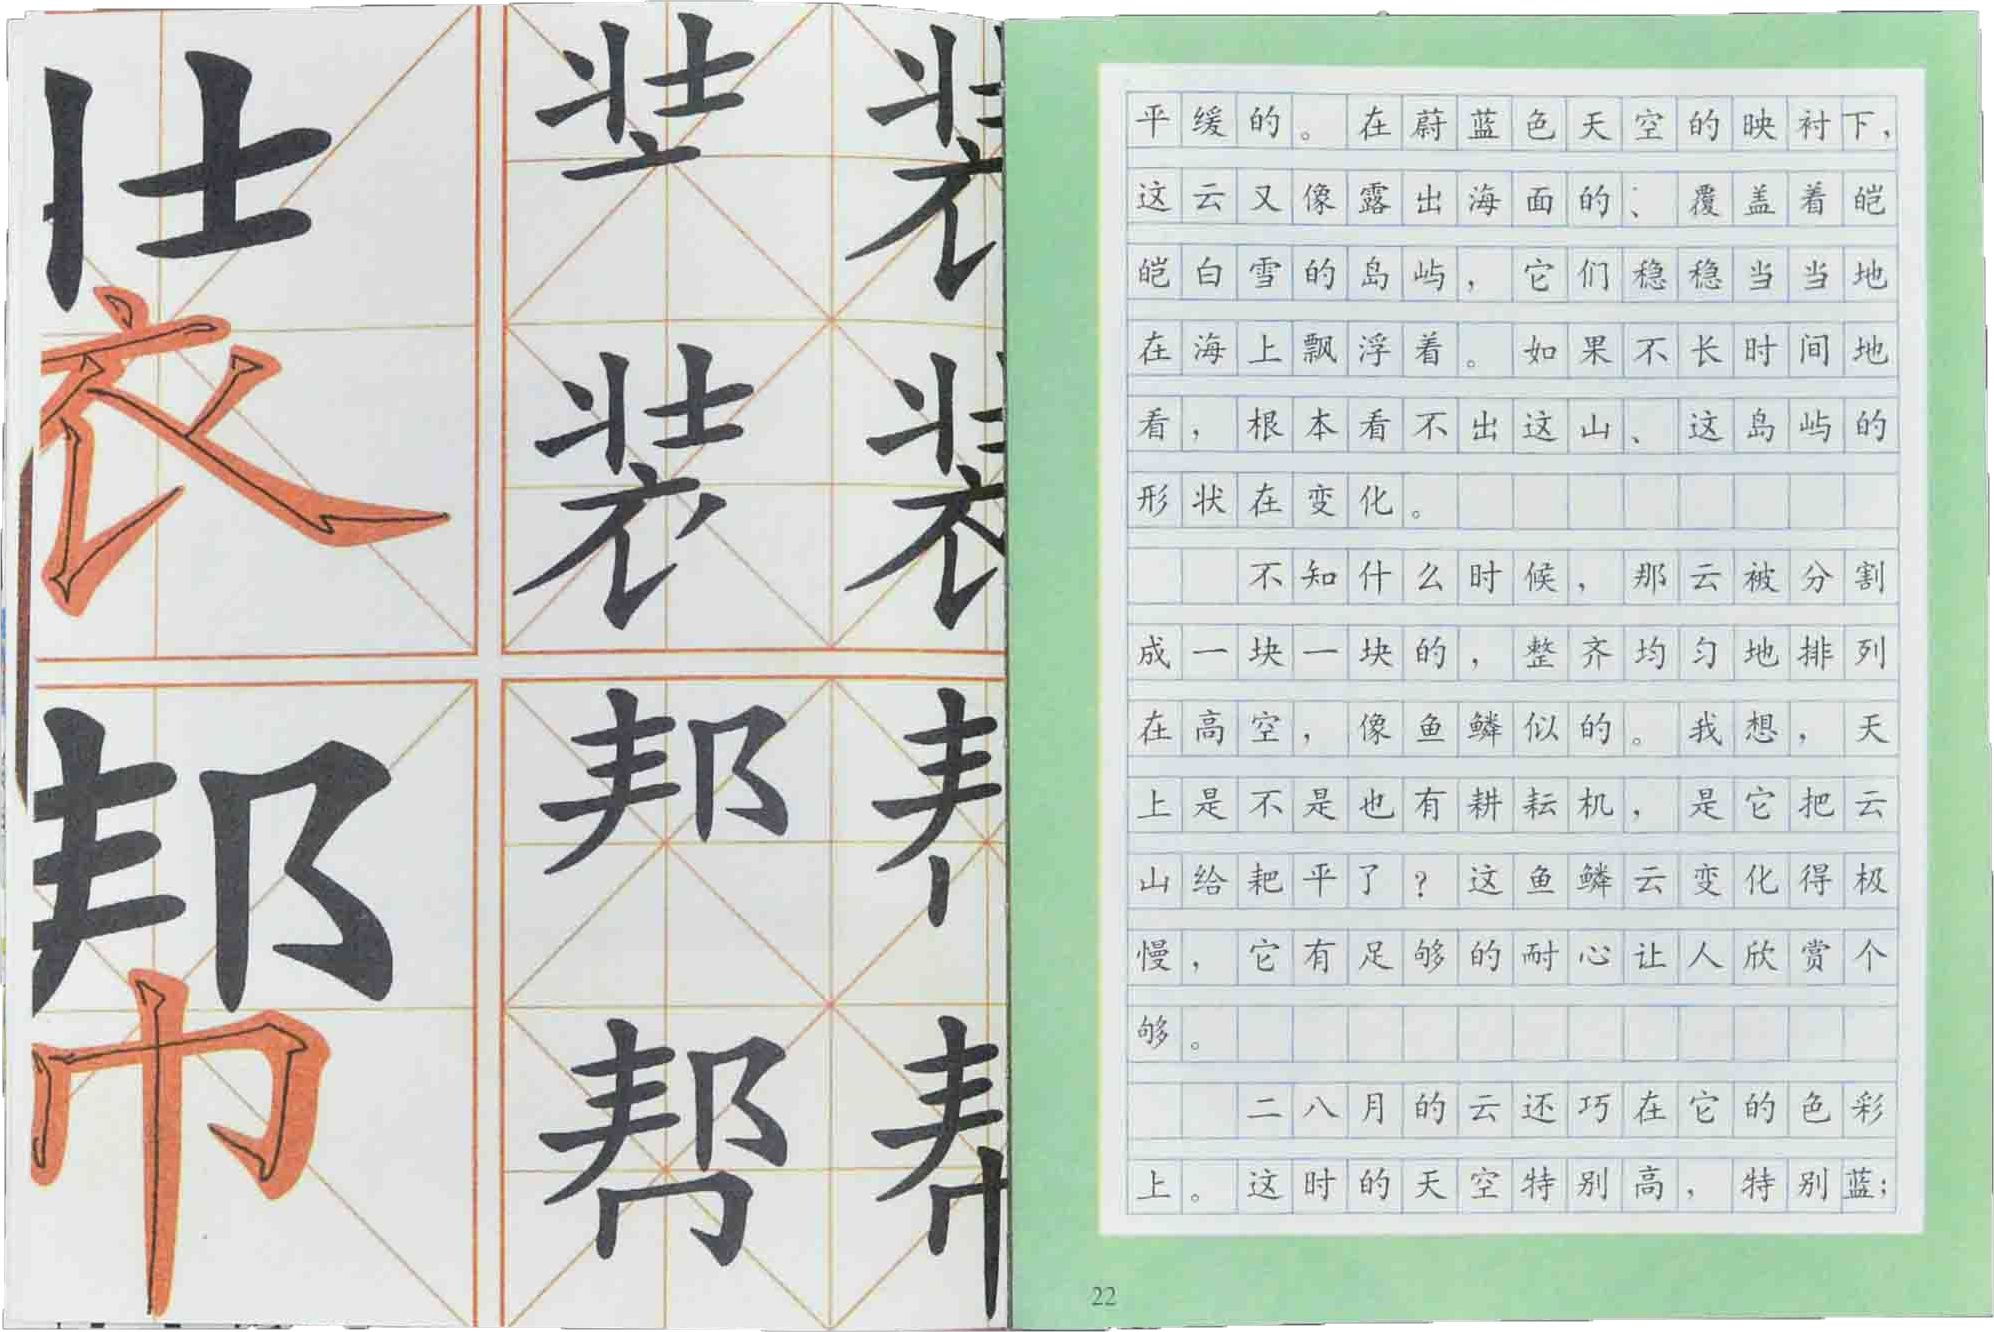 装
装 装
装 装
帮
邦
帮
平缓的。在蔚蓝色天空的映衬下，
这云又像露出海面的、覆盖着皑
皑白雪的岛屿，它们稳稳当当地
在海上飘浮着。如果不长时间地
看，根本看不出这山、这岛屿的
形状在变化。
不知什么时候，那云被分割
成一块一块的，整齐均匀地排列
在高空，像鱼鳞似的。我想，天
上是不是也有耕耘机，是它把云
山给耙平了？这鱼鳞云变化得极
慢，它有足够的耐心让人欣赏个
够。
二八月的云还巧在它的色彩
上。这时的天空特别高，特别蓝；
22